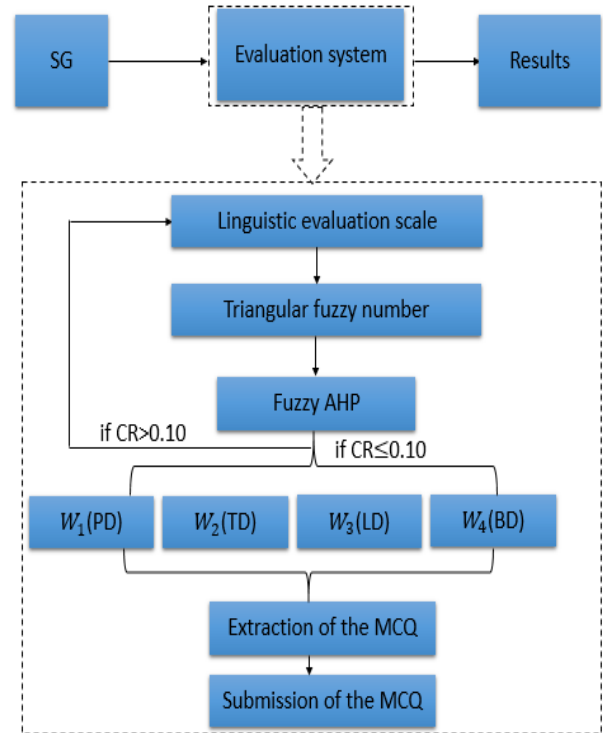 SG
Evaluation system
Results
Linguistic evaluation scale
Triangular fuzzy number
Fuzzy AHP
if CR>0.10
if CR≤0.10
W₁(PD)
W₂(TD)
W₃(LD)
W₄(BD)
Extraction of the MCQ
Submission of the MCQ